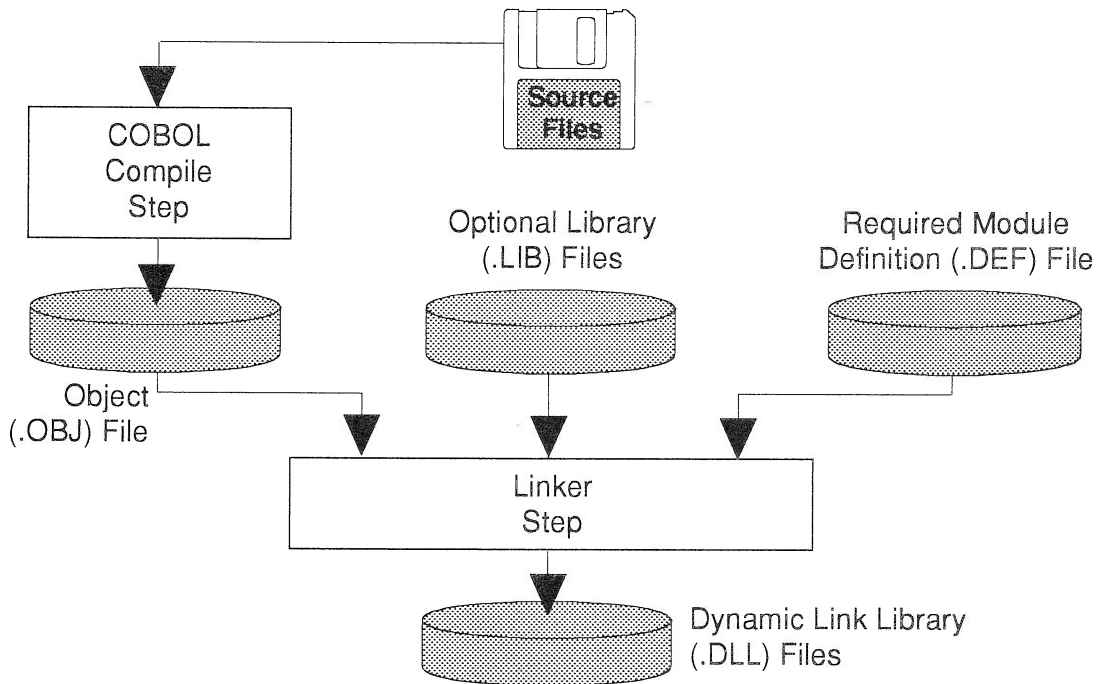 Source
Files
COBOL
Compile
Step
Optional Library
(.LIB) Files
Required Module
Definition (.DEF) File
Object
(.OBJ) File
Linker
Step
Dynamic Link Library
(.DLL) Files